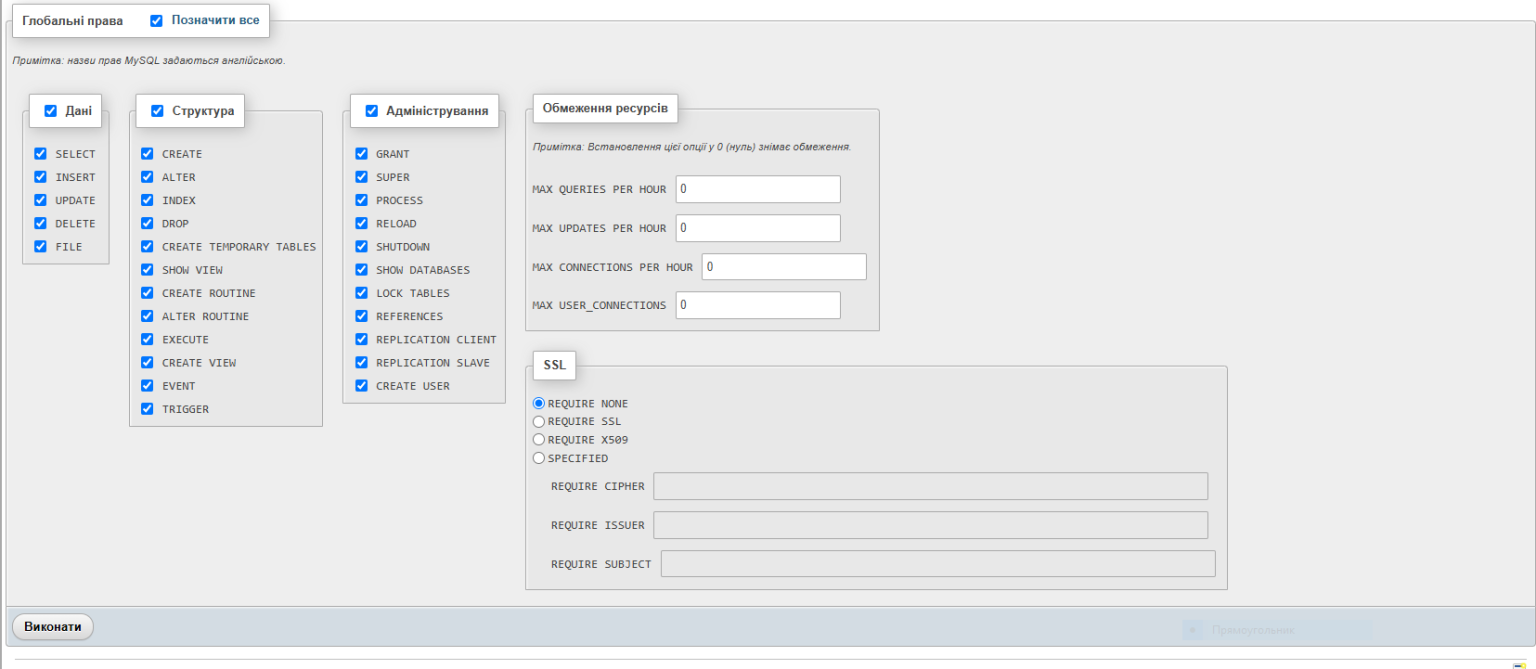 Глобальні права Позначити все
Примітка: назви прав MySQL задаються англійською.
Дані
SELECT
INSERT
UPDATE
DELETE
FILE
Структура
CREATE
ALTER
INDEX
DROP
CREATE TEMPORARY TABLES
SHOW VIEW
CREATE ROUTINE
ALTER ROUTINE
EXECUTE
CREATE VIEW
EVENT
TRIGGER
Адміністрування
GRANT
SUPER
PROCESS
RELOAD
SHUTDOWN
SHOW DATABASES
LOCK TABLES
REFERENCES
REPLICATION CLIENT
REPLICATION SLAVE
CREATE USER
Обмеження ресурсів
Примітка: Встановлення цієї опції у 0 (нуль) знімає обмеження.
MAX QUERIES PER HOUR 0
MAX UPDATES PER HOUR 0
MAX CONNECTIONS PER HOUR 0
MAX USER_CONNECTIONS 0
SSL
REQUIRE NONE
REQUIRE SSL
REQUIRE X509
SPECIFIED
REQUIRE CIPHER
REQUIRE ISSUER
REQUIRE SUBJECT
Виконати
Прямоугольник